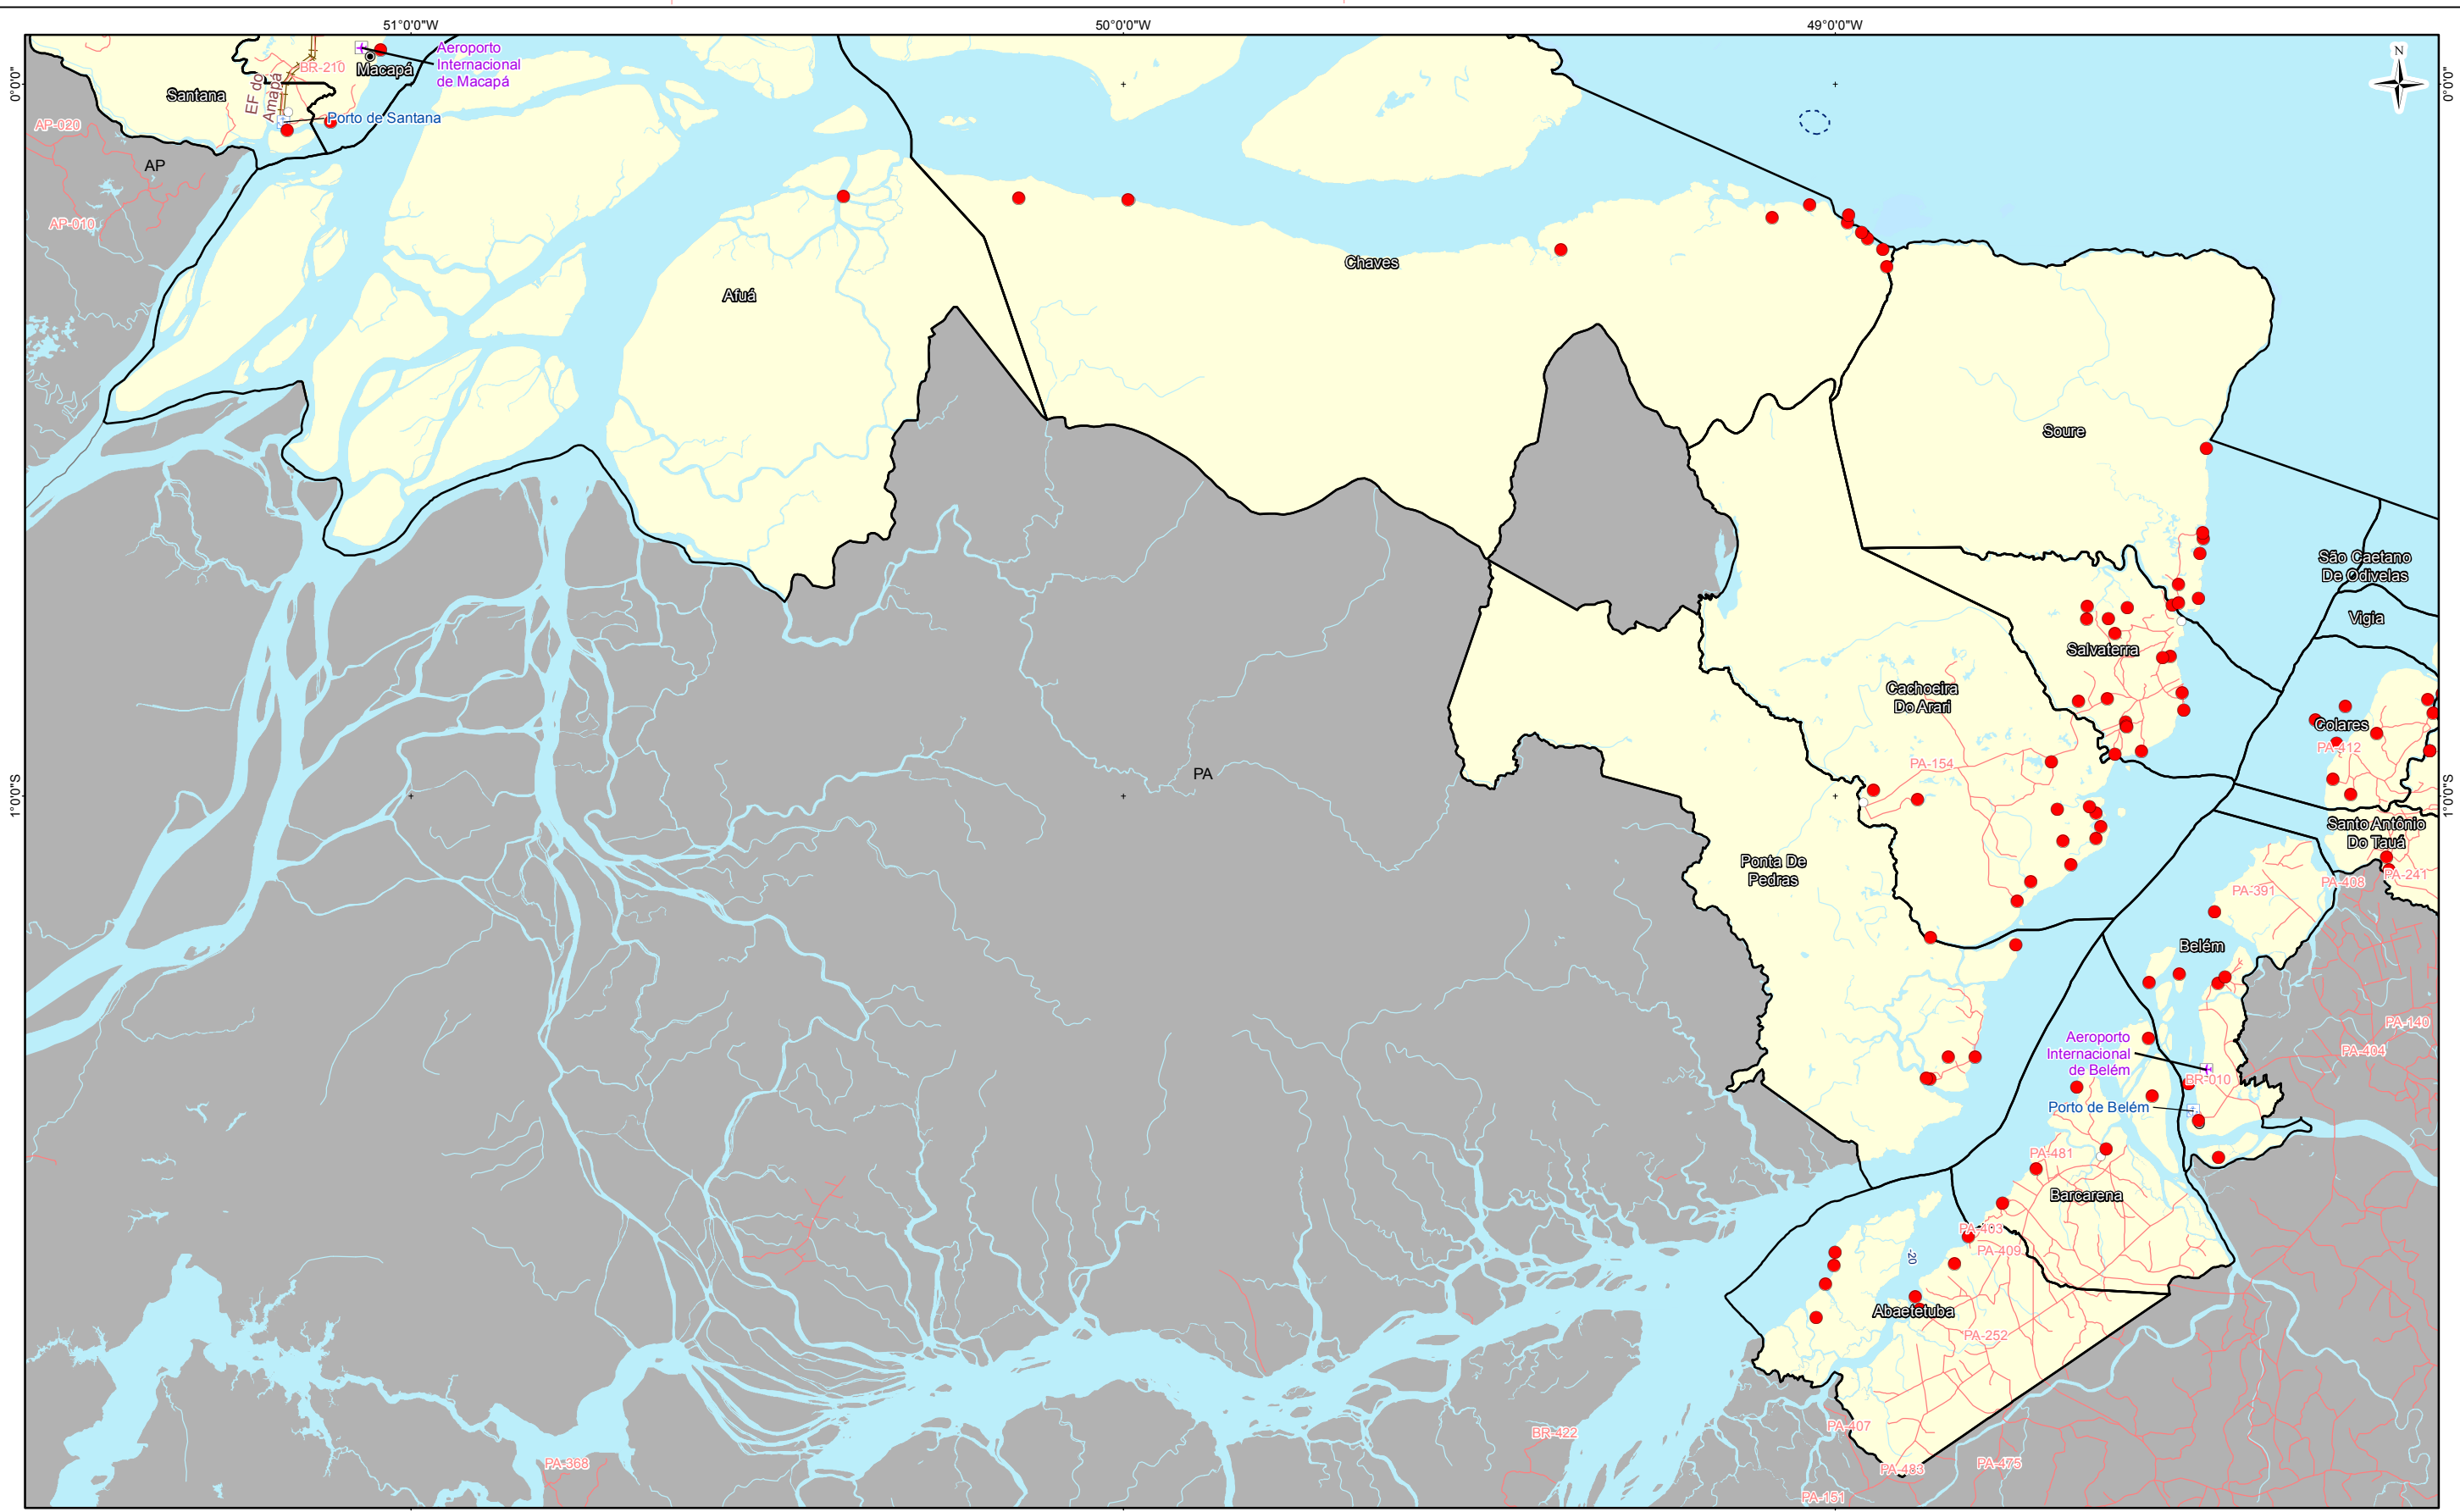 51°0'0"W
50°0'0"W
49°0'0"W
0°0'0"
0°0'0"
1°0'0"S
1°0'0"S
N
Aeroporto
Internacional
de Macapá
BR-210
Macapá
Santana
EF do
Amapá
Porto de Santana
AP-020
AP
AP-010
Afuá
Chaves
Soure
São Caetano
De Odivelas
Vigia
Salvaterra
Cachoeira
Do Arari
Colares
PA-412
PA-154
PA
Santo Antônio
Do Tauá
Ponta De
Pedras
PA-408
PA-241
PA-391
Belém
PA-140
Aeroporto
Internacional
de Belém
PA-404
BR-010
Porto de Belém
PA-481
Barcarena
PA-403
PA-409
-20
Abaetetuba
PA-252
PA-407
BR-422
PA-368
PA-483
PA-475
PA-151